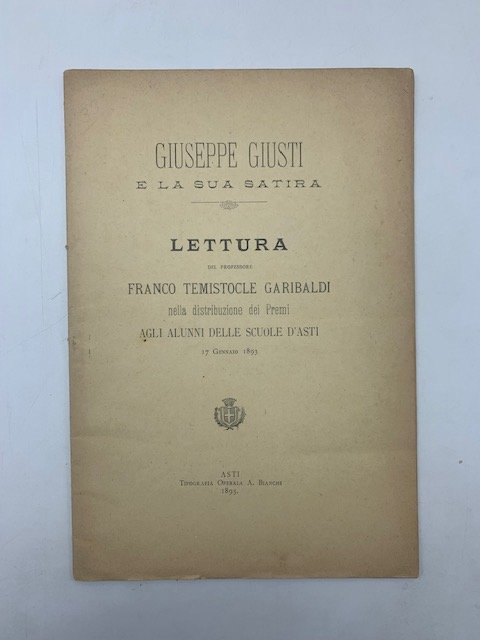 GIUSEPPE GIUSTI
E LA SUA SATIRA
LETTURA
DEL PROFESSORE
FRANCO TEMISTOCLE GARIBALDI
nella distribuzione dei Premi
AGLI ALUNNI DELLE SCUOLE D'ASTI
17 GENNAIO 1893
ASTI
TIPOGRAFIA OPERAIA A. BIANCHI
1893.